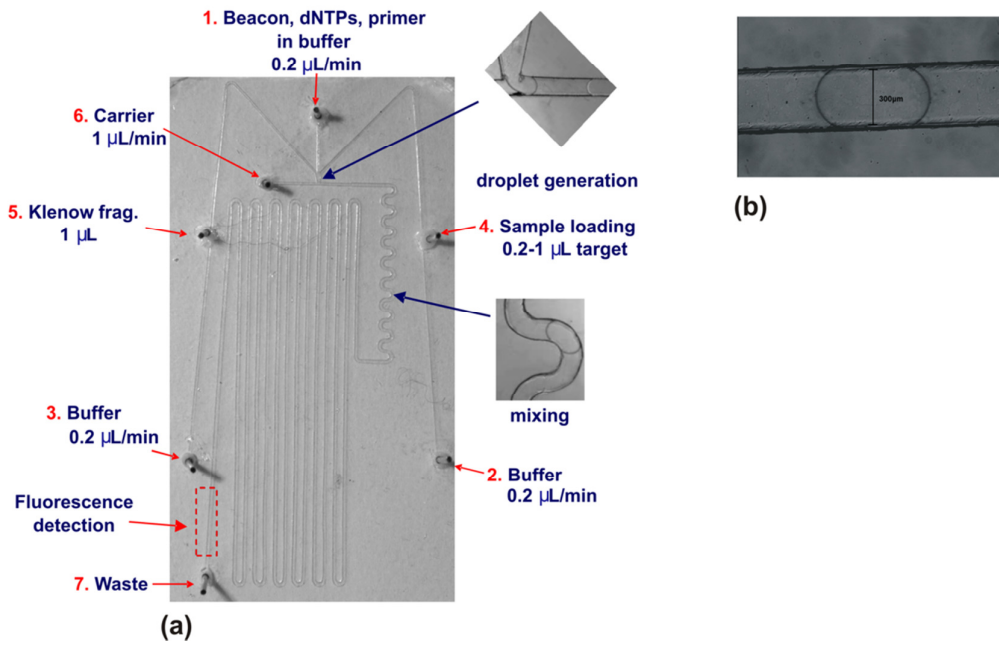 1. Beacon, dNTPs, primer
in buffer
0.2 µL/min
6. Carrier
1 µL/min
droplet generation
5. Klenow frag.
1 µL
4. Sample loading
0.2-1 µL target
mixing
3. Buffer
0.2 µL/min
2. Buffer
0.2 µL/min
Fluorescence
detection
7. Waste
(a)
300µm
(b)